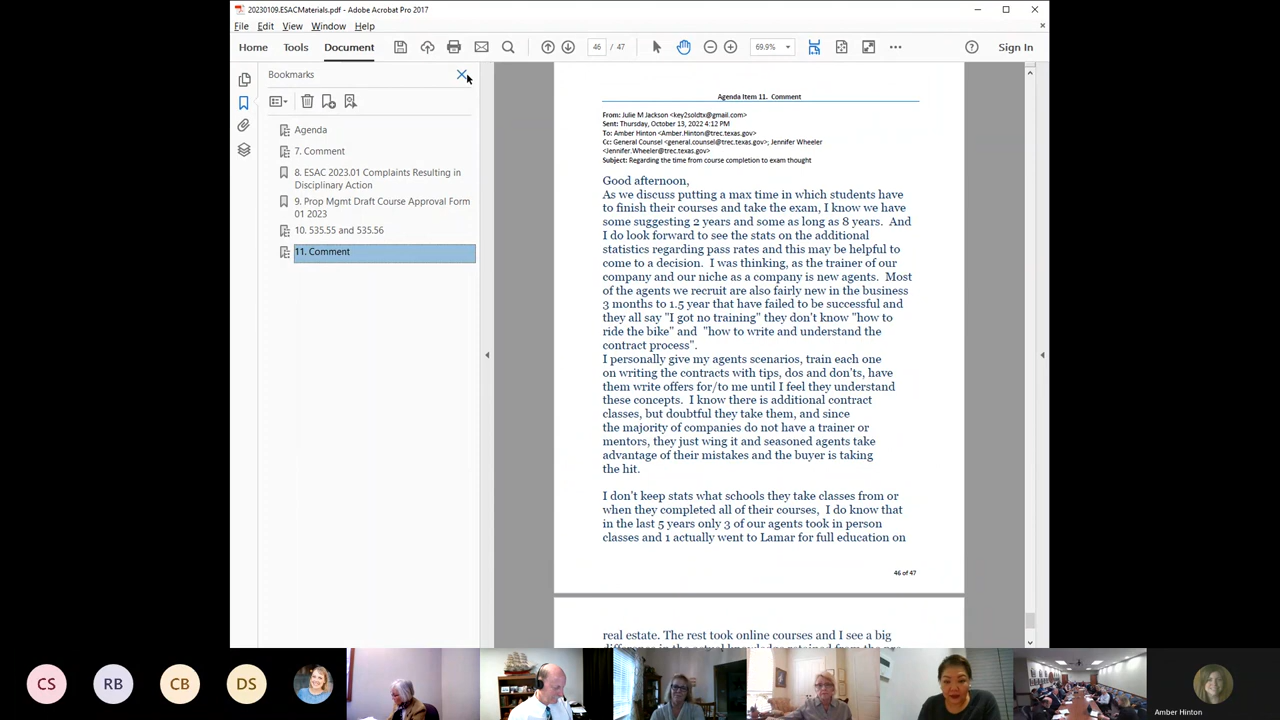 20230109.ESACMaterials.pdf - Adobe Acrobat Pro 2017
File Edit View Window Help
Home Tools Document 46 / 47 69.9% Sign In
Bookmarks
Agenda
7. Comment
8. ESAC 2023.01 Complaints Resulting in
Disciplinary Action
9. Prop Mgmt Draft Course Approval Form
01 2023
10. 535.55 and 535.56
11. Comment
Agenda Item 11. Comment
From: Julie M Jackson <key2soldtx@gmail.com>
Sent: Thursday, October 13, 2022 4:12 PM
To: Amber Hinton <Amber.Hinton@trec.texas.gov>
Cc: General Counsel <general.counsel@trec.texas.gov>; Jennifer Wheeler
<Jennifer.Wheeler@trec.texas.gov>
Subject: Regarding the time from course completion to exam thought
Good afternoon,
As we discuss putting a max time in which students have
to finish their courses and take the exam, I know we have
some suggesting 2 years and some as long as 8 years. And
I do look forward to see the stats on the additional
statistics regarding pass rates and this may be helpful to
come to a decision. I was thinking, as the trainer of our
company and our niche as a company is new agents. Most
of the agents we recruit are also fairly new in the business
3 months to 1.5 year that have failed to be successful and
they all say "I got no training" they don't know "how to
ride the bike" and "how to write and understand the
contract process".
I personally give my agents scenarios, train each one
on writing the contracts with tips, dos and don'ts, have
them write offers for/to me until I feel they understand
these concepts. I know there is additional contract
classes, but doubtful they take them, and since
the majority of companies do not have a trainer or
mentors, they just wing it and seasoned agents take
advantage of their mistakes and the buyer is taking
the hit.
I don't keep stats what schools they take classes from or
when they completed all of their courses, I do know that
in the last 5 years only 3 of our agents took in person
classes and 1 actually went to Lamar for full education on
46 of 47
real estate. The rest took online courses and I see a big
CS RB CB DS
Amber Hinton